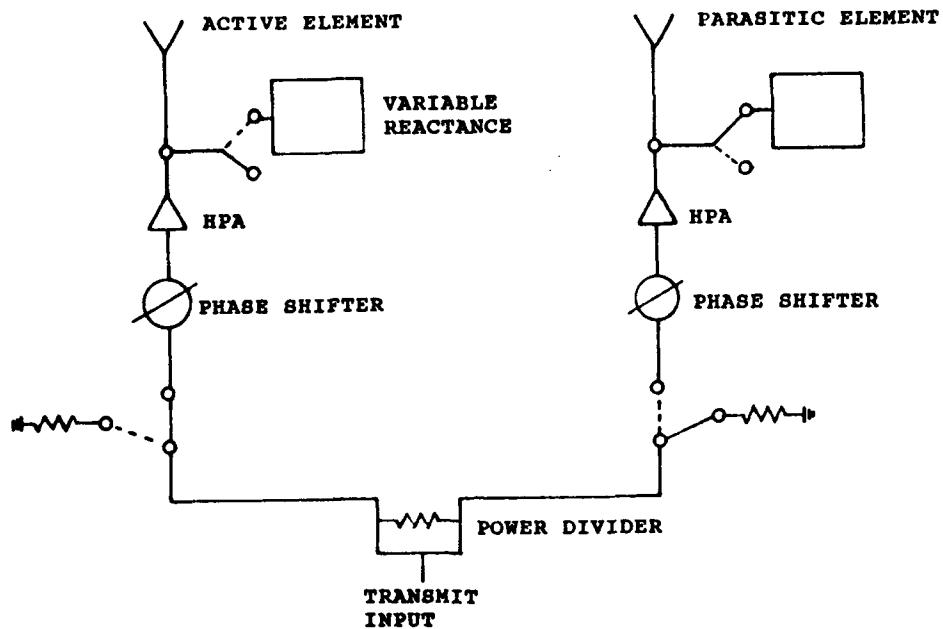 ACTIVE ELEMENT
PARASITIC ELEMENT
VARIABLE
REACTANCE
HPA
HPA
PHASE SHIFTER
PHASE SHIFTER
POWER DIVIDER
TRANSMIT
INPUT